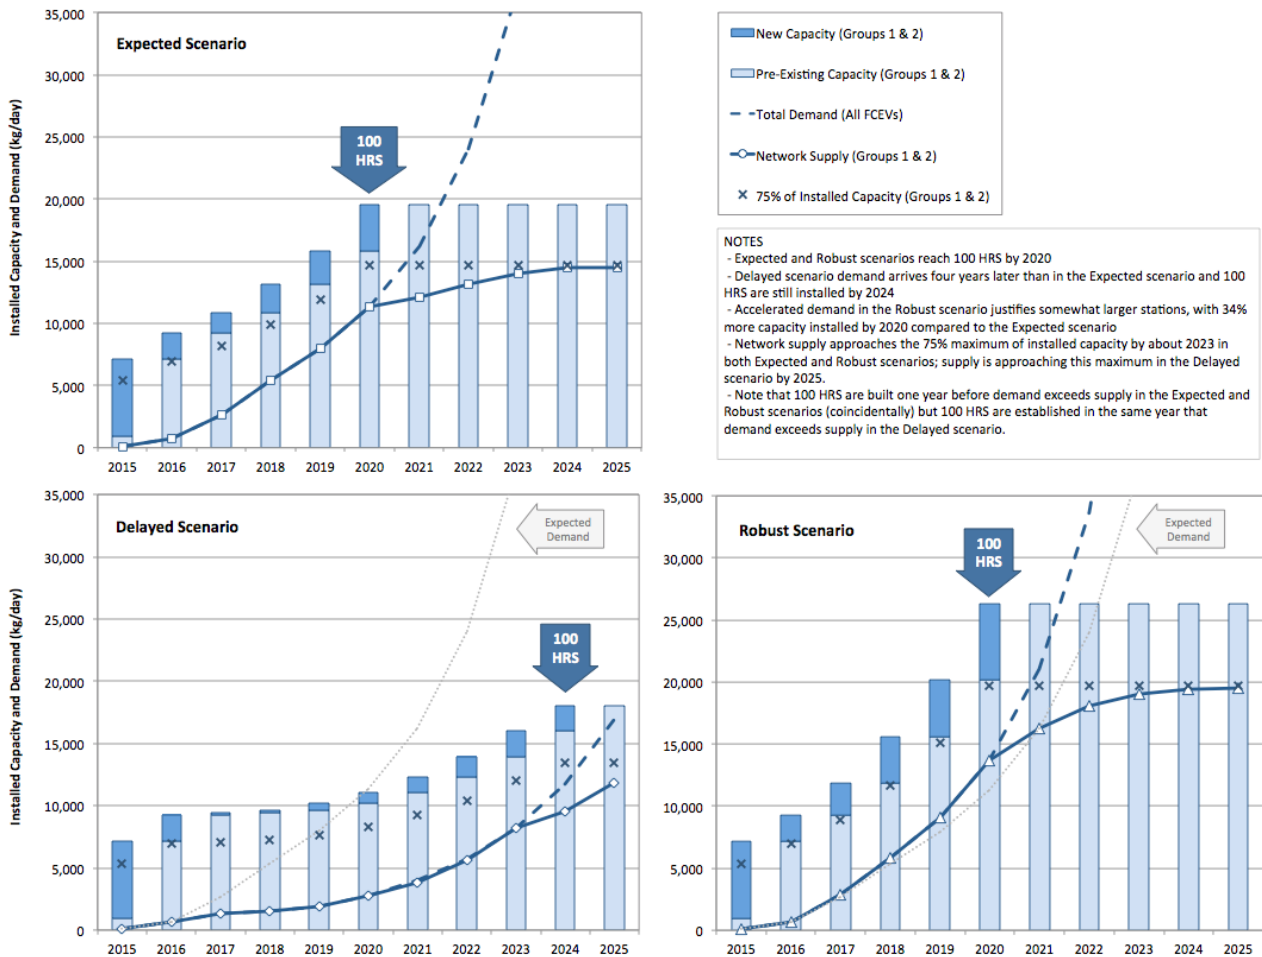 Expected Scenario
Installed Capacity and Demand (kg/day)
35,000
30,000
25,000
20,000
15,000
10,000
5,000
0
100
HRS
2015 2016 2017 2018 2019 2020 2021 2022 2023 2024 2025
New Capacity (Groups 1 & 2)
Pre-Existing Capacity (Groups 1 & 2)
Total Demand (All FCEVs)
Network Supply (Groups 1 & 2)
75% of Installed Capacity (Groups 1 & 2)
NOTES
- Expected and Robust scenarios reach 100 HRS by 2020
- Delayed scenario demand arrives four years later than in the Expected scenario and 100
HRS are still installed by 2024
- Accelerated demand in the Robust scenario justifies somewhat larger stations, with 34%
more capacity installed by 2020 compared to the Expected scenario
- Network supply approaches the 75% maximum of installed capacity by about 2023 in
both Expected and Robust scenarios; supply is approaching this maximum in the Delayed
scenario by 2025.
- Note that 100 HRS are built one year before demand exceeds supply in the Expected and
Robust scenarios (coincidentally) but 100 HRS are established in the same year that
demand exceeds supply in the Delayed scenario.
Delayed Scenario
Installed Capacity and Demand (kg/day)
35,000
30,000
25,000
20,000
15,000
10,000
5,000
0
Expected
Demand
100
HRS
2015 2016 2017 2018 2019 2020 2021 2022 2023 2024 2025
Robust Scenario
35,000
30,000
25,000
20,000
15,000
10,000
5,000
0
100
HRS
Expected
Demand
2015 2016 2017 2018 2019 2020 2021 2022 2023 2024 2025